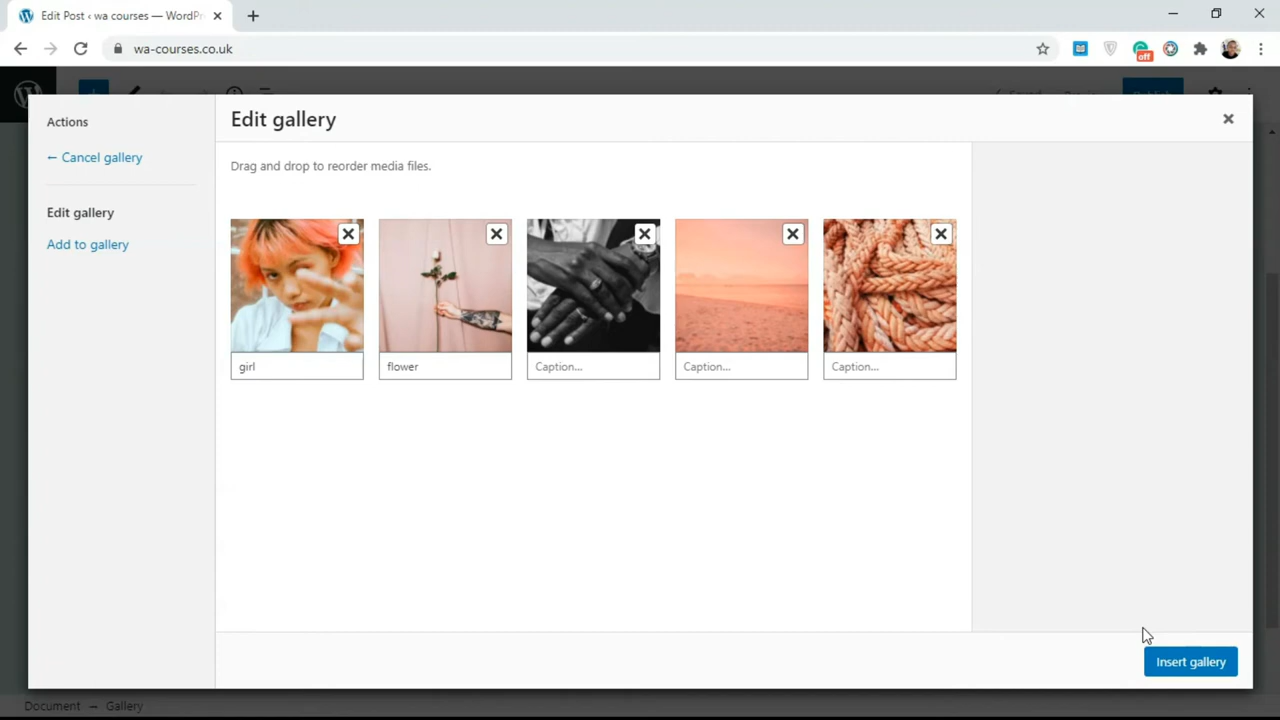 Edit Post ‹ wa courses — WordPr
wa-courses.co.uk
off
Actions
← Cancel gallery
Edit gallery
Add to gallery
Edit gallery
Drag and drop to reorder media files.
girl
flower
Caption...
Caption...
Caption...
Insert gallery
Document → Gallery